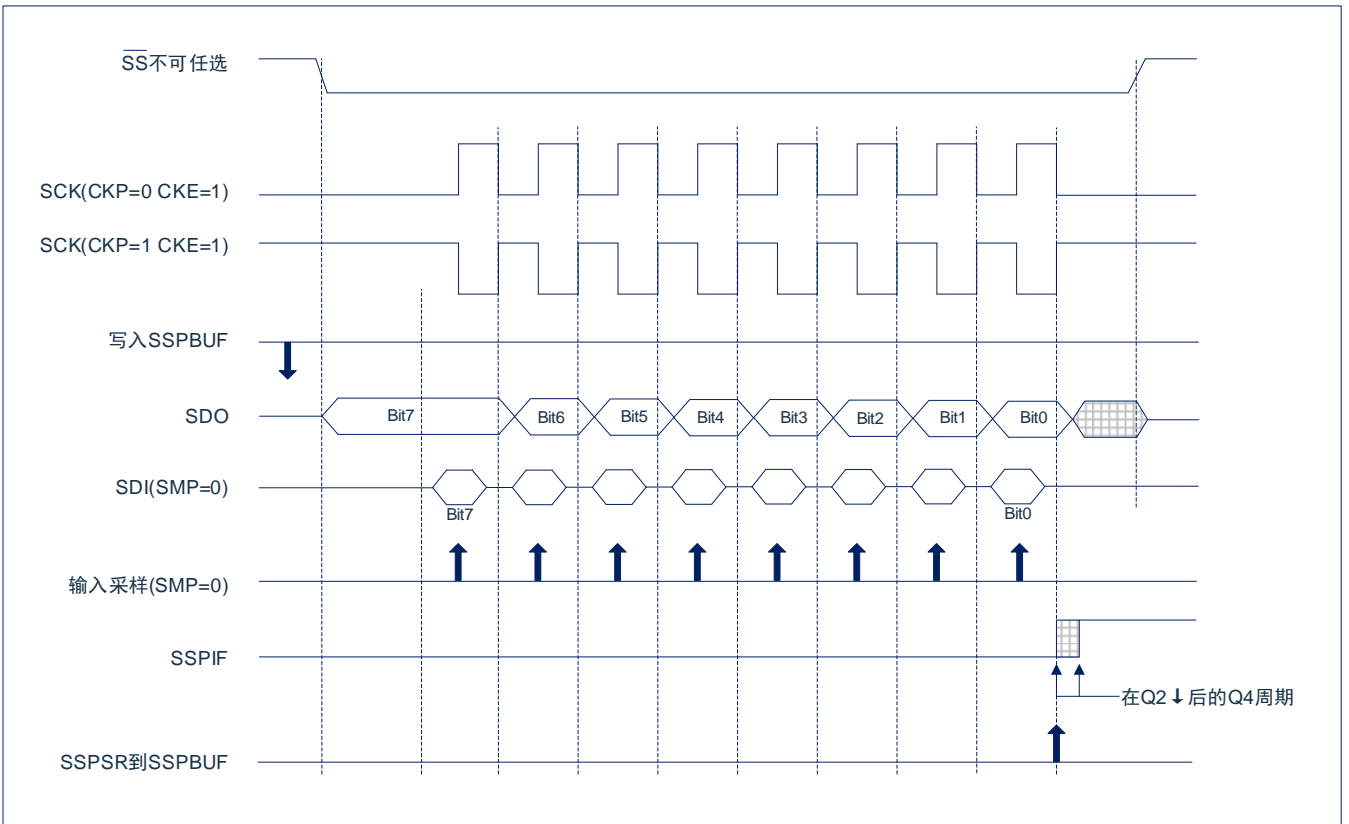 SS不可任选
SCK(CKP=0 CKE=1)
SCK(CKP=1 CKE=1)
写入SSPBUF
SDO
Bit7
Bit6
Bit5
Bit4
Bit3
Bit2
Bit1
Bit0
SDI(SMP=0)
Bit7
Bit0
输入采样(SMP=0)
SSPIF
在Q2↓后的Q4周期
SSPSR到SSPBUF